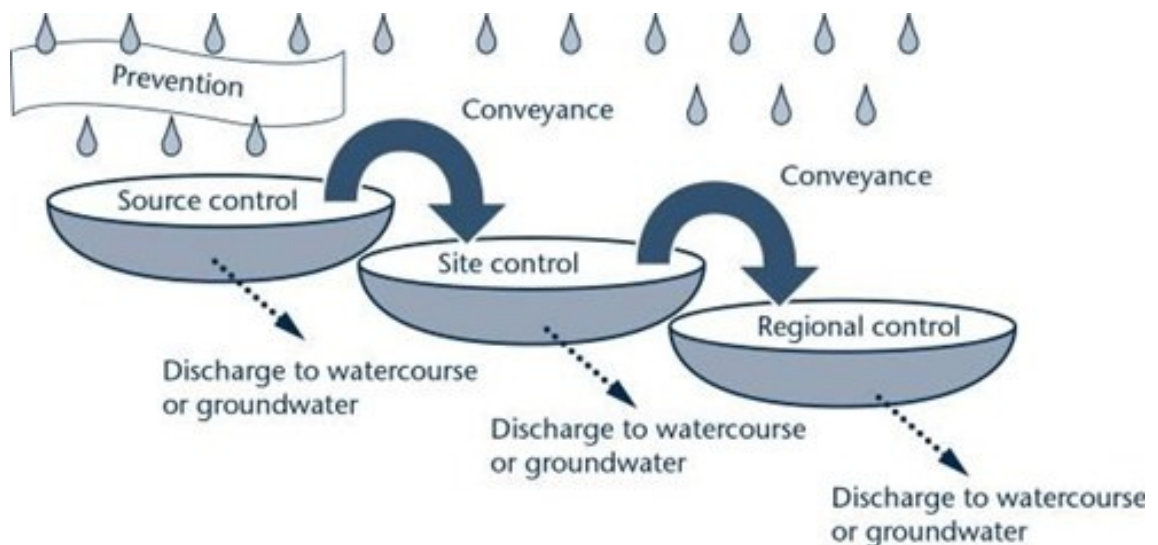 Prevention
Conveyance
Conveyance
Source control
Site control
Regional control
Discharge to watercourse
or groundwater
Discharge to watercourse
or groundwater
Discharge to watercourse
or groundwater